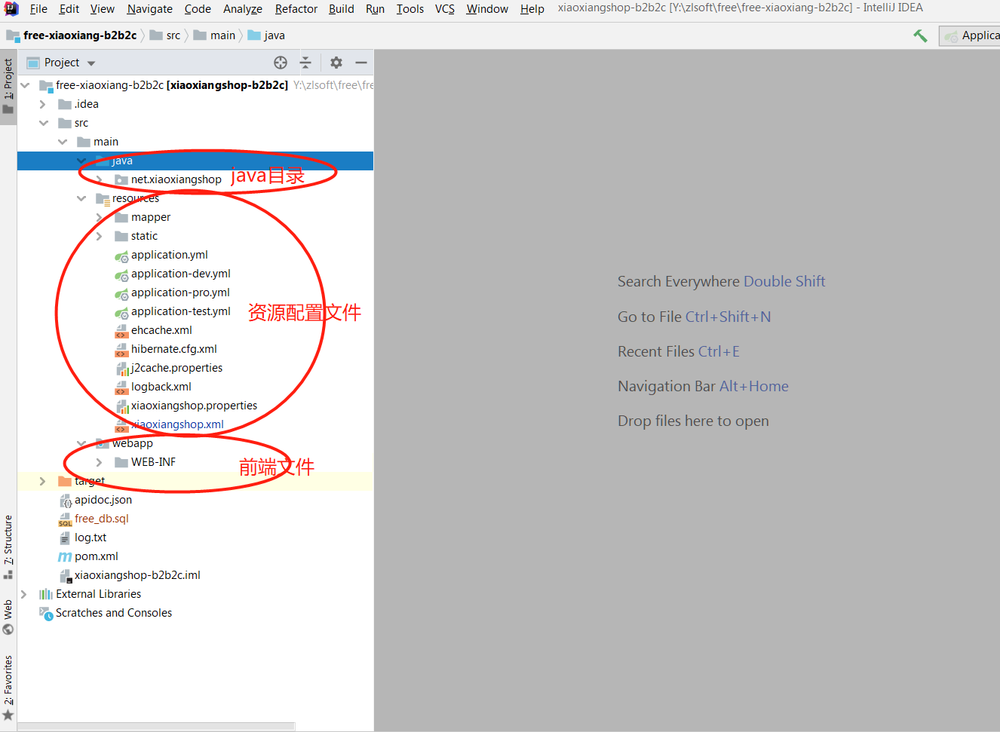 File Edit View Navigate Code Analyze Refactor Build Run Tools VCS Window Help xiaoxiangshop-b2b2c [Y:\zlsoft\free\free-xiaoxiang-b2b2c] - IntelliJ IDEA
free-xiaoxiang-b2b2c src main java Applica
1: Project
Project
free-xiaoxiang-b2b2c [xiaoxiangshop-b2b2c] Y:\zlsoft\free\fre
.idea
src
main
java
net.xiaoxiangshop java目录
resources
mapper
static
application.yml
application-dev.yml
application-pro.yml
application-test.yml 资源配置文件
ehcache.xml
hibernate.cfg.xml
j2cache.properties
logback.xml
xiaoxiangshop.properties
xiaoxiangshop.xml
webapp
WEB-INF 前端文件
target
apidoc.json
SQL free_db.sql
log.txt
m pom.xml
xiaoxiangshop-b2b2c.iml
External Libraries
Scratches and Consoles
7: Structure
Web
2: Favorites
Search Everywhere Double Shift
Go to File Ctrl+Shift+N
Recent Files Ctrl+E
Navigation Bar Alt+Home
Drop files here to open